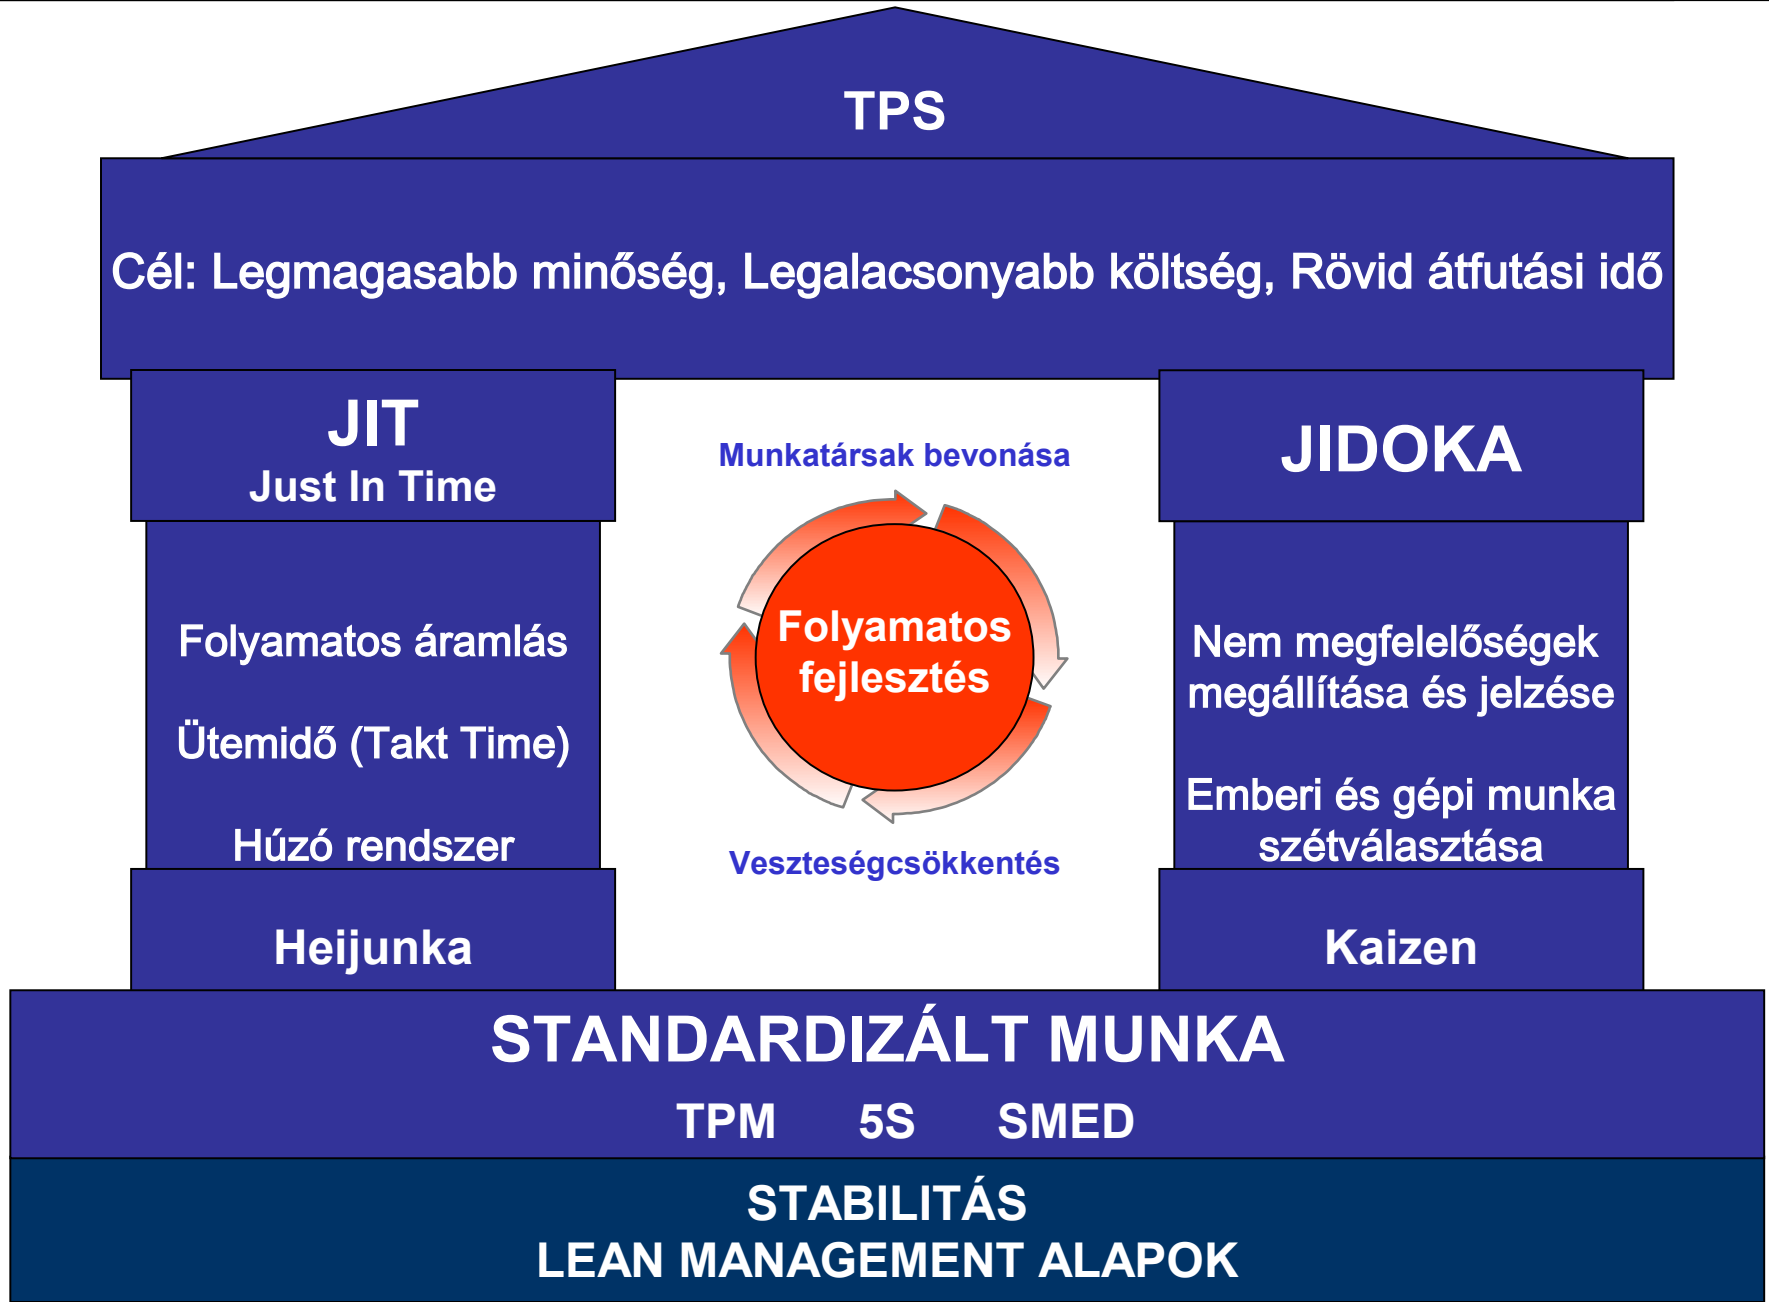 TPS
Cél: Legmagasabb minőség, Legalacsonyabb költség, Rövid átfutási idő
JIT
Just In Time
Folyamatos áramlás
Ütemidő (Takt Time)
Húzó rendszer
Heijunka
Munkatársak bevonása
Folyamatos
fejlesztés
Veszteségcsökkentés
JIDOKA
Nem megfelelőségek
megállítása és jelzése
Emberi és gépi munka
szétválasztása
Kaizen
STANDARDIZÁLT MUNKA
TPM 5S SMED
STABILITÁS
LEAN MANAGEMENT ALAPOK